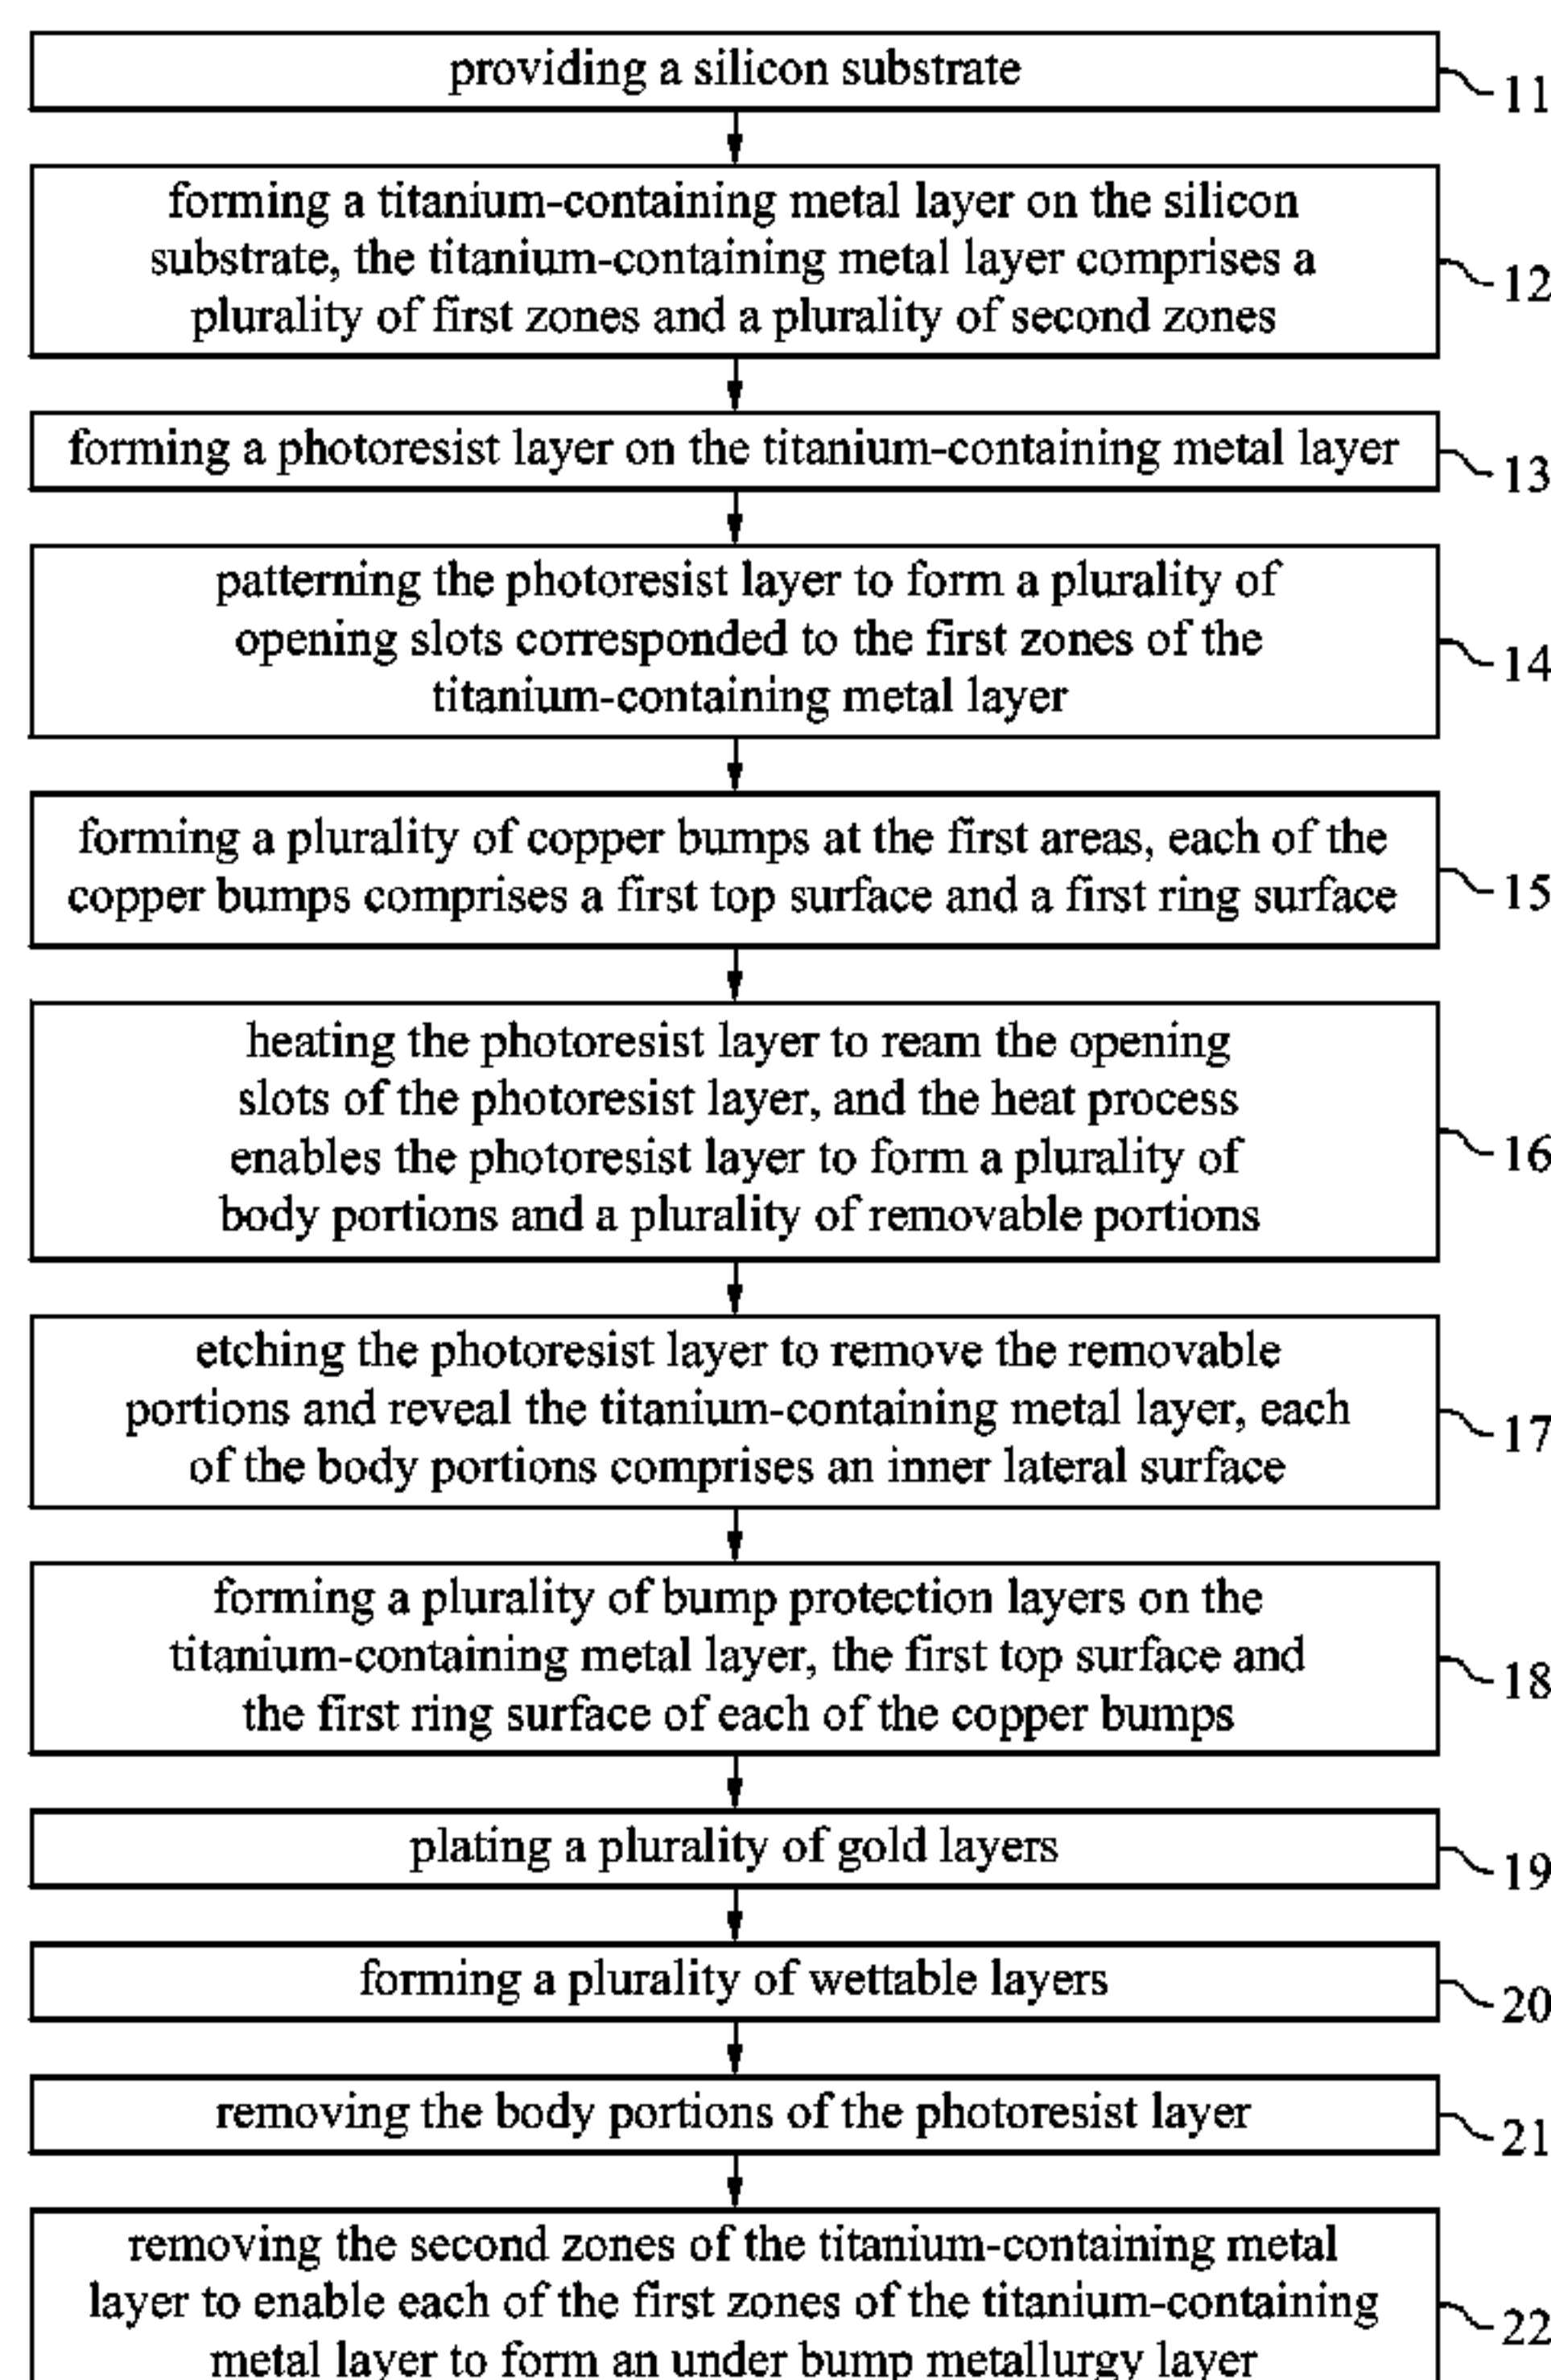 providing a silicon substrate
11
forming a titanium-containing metal layer on the silicon
substrate, the titanium-containing metal layer comprises a
plurality of first zones and a plurality of second zones
12
forming a photoresist layer on the titanium-containing metal layer
13
patterning the photoresist layer to form a plurality of
opening slots corresponded to the first zones of the
titanium-containing metal layer
14
forming a plurality of copper bumps at the first areas, each of the
copper bumps comprises a first top surface and a first ring surface
15
heating the photoresist layer to ream the opening
slots of the photoresist layer, and the heat process
enables the photoresist layer to form a plurality of
body portions and a plurality of removable portions
16
etching the photoresist layer to remove the removable
portions and reveal the titanium-containing metal layer, each
of the body portions comprises an inner lateral surface
17
forming a plurality of bump protection layers on the
titanium-containing metal layer, the first top surface and
the first ring surface of each of the copper bumps
18
plating a plurality of gold layers
19
forming a plurality of wettable layers
20
removing the body portions of the photoresist layer
21
removing the second zones of the titanium-containing metal
layer to enable each of the first zones of the titanium-containing
metal layer to form an under bump metallurgy layer
22